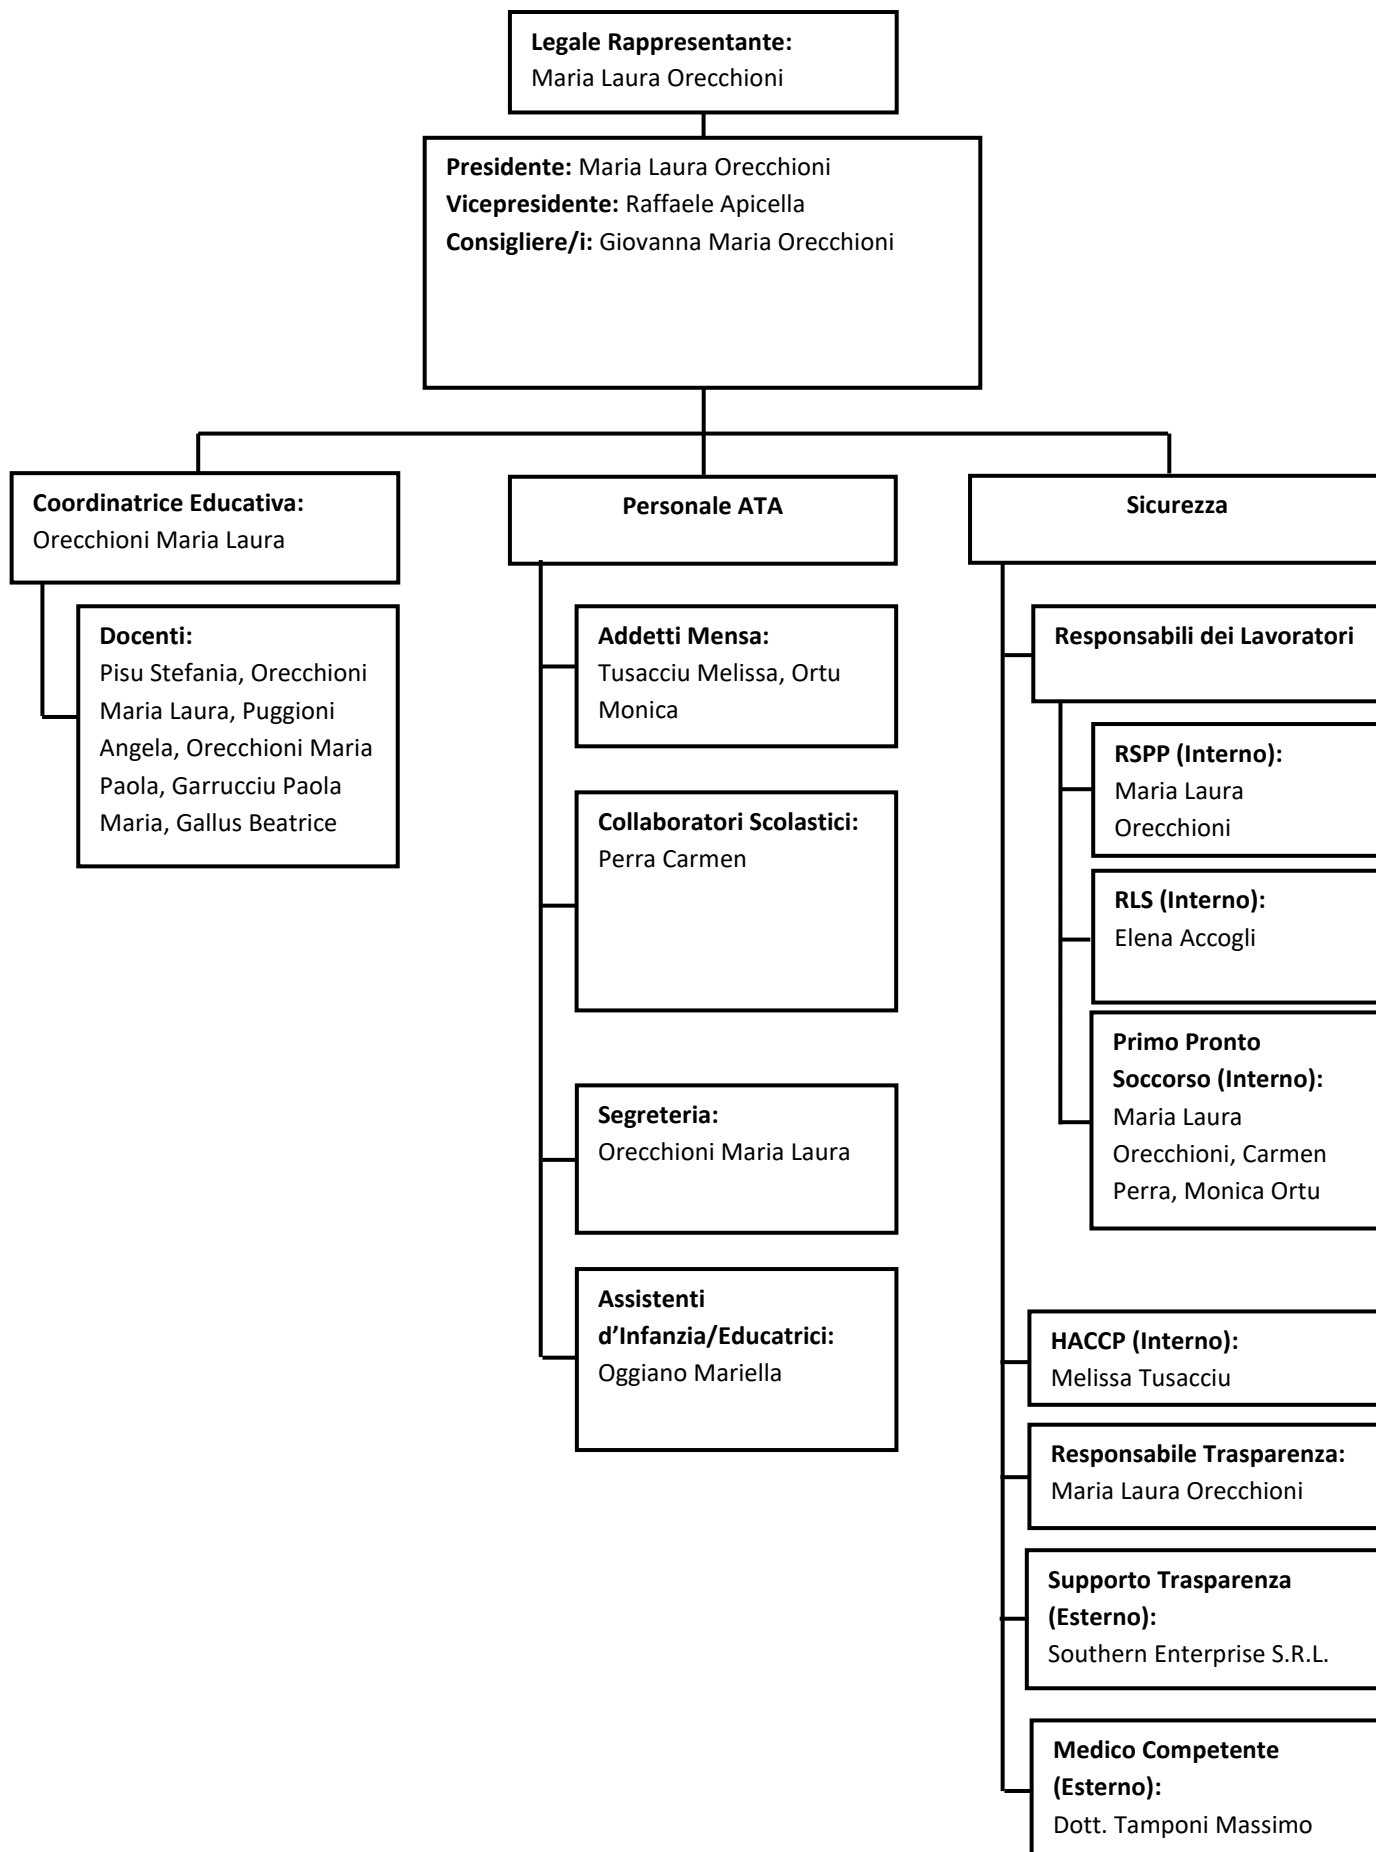 Legale Rappresentante:
Maria Laura Orecchioni
Presidente: Maria Laura Orecchioni
Vicepresidente: Raffaele Apicella
Consigliere/i: Giovanna Maria Orecchioni
Coordinatrice Educativa:
Orecchioni Maria Laura
Docenti:
Pisu Stefania, Orecchioni
Maria Laura, Puggioni
Angela, Orecchioni Maria
Paola, Garrucciu Paola
Maria, Gallus Beatrice
Personale ATA
Addetti Mensa:
Tusacciu Melissa, Ortu
Monica
Collaboratori Scolastici:
Perra Carmen
Segreteria:
Orecchioni Maria Laura
Assistenti
d’Infanzia/Educatrici:
Oggiano Mariella
Sicurezza
Responsabili dei Lavoratori
RSPP (Interno):
Maria Laura
Orecchioni
RLS (Interno):
Elena Accogli
Primo Pronto
Soccorso (Interno):
Maria Laura
Orecchioni, Carmen
Perra, Monica Ortu
HACCP (Interno):
Melissa Tusacciu
Responsabile Trasparenza:
Maria Laura Orecchioni
Supporto Trasparenza
(Esterno):
Southern Enterprise S.R.L.
Medico Competente
(Esterno):
Dott. Tamponi Massimo